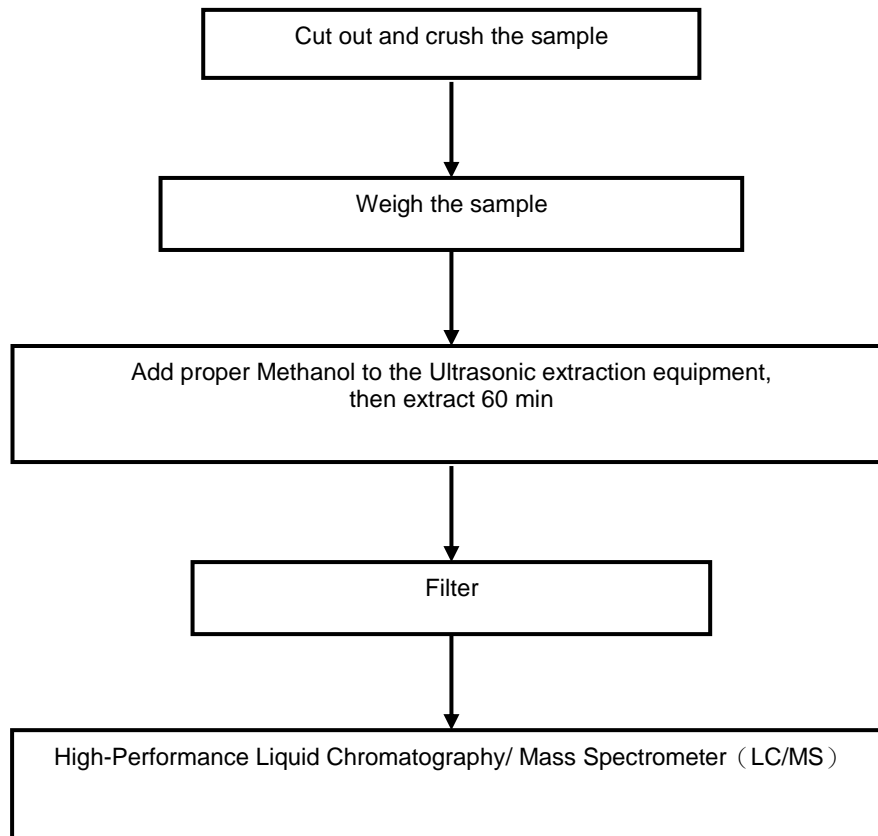 Cut out and crush the sample
Weigh the sample
Add proper Methanol to the Ultrasonic extraction equipment,
then extract 60 min
Filter
High-Performance Liquid Chromatography/ Mass Spectrometer（LC/MS）